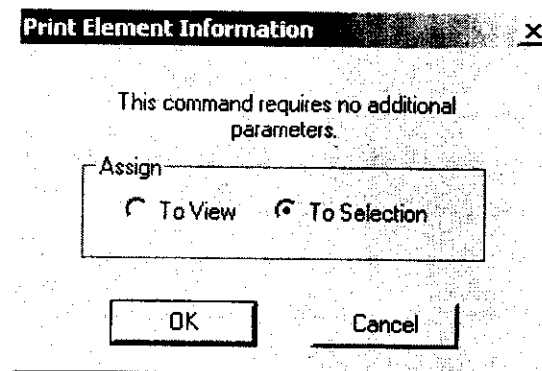 Print Element Information
This command requires no additional
parameters.
Assign
To View To Selection
OK Cancel